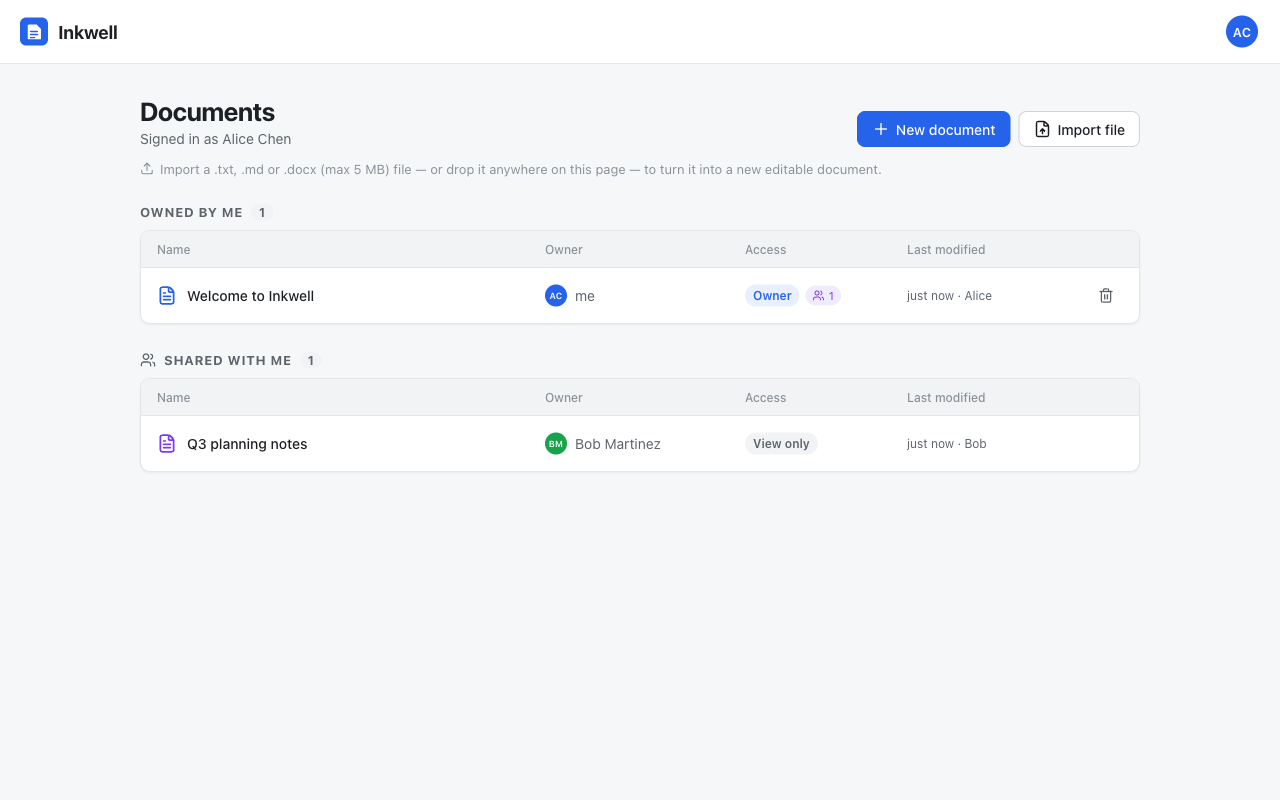 Inkwell
AC
Documents
Signed in as Alice Chen
New document
Import file
Import a .txt, .md or .docx (max 5 MB) file — or drop it anywhere on this page — to turn it into a new editable document.
OWNED BY ME 1
Name Owner Access Last modified
Welcome to Inkwell AC me Owner 1 just now · Alice
SHARED WITH ME 1
Name Owner Access Last modified
Q3 planning notes BM Bob Martinez View only just now · Bob